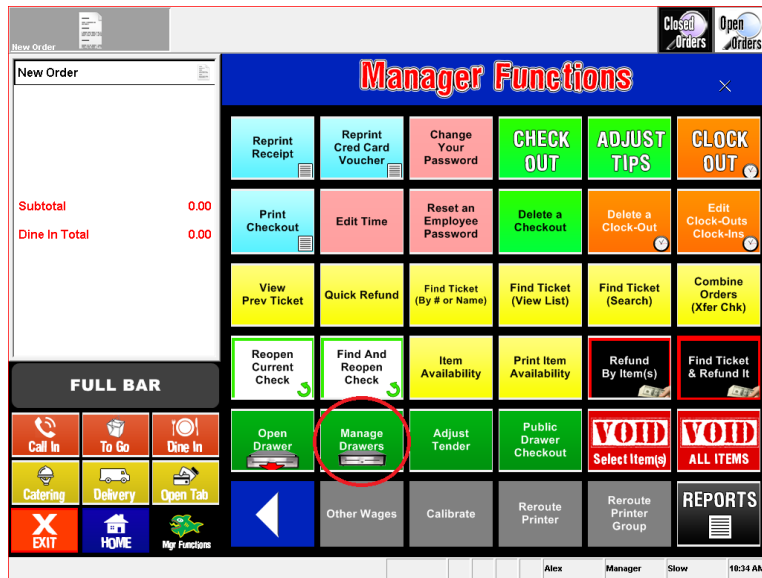 New Order
Closed
Orders
Open
Orders
New Order
Manager Functions
Subtotal 0.00
Dine In Total 0.00
Reprint
Receipt
Reprint
Cred Card
Voucher
Change
Your
Password
CHECK
OUT
ADJUST
TIPS
CLOCK
OUT
Print
Checkout
Edit Time
Reset an
Employee
Password
Delete a
Checkout
Delete a
Clock-Out
Edit
Clock-Outs
Clock-Ins
View
Prev Ticket
Quick Refund
Find Ticket
(By # or Name)
Find Ticket
(View List)
Find Ticket
(Search)
Combine
Orders
(Xfer Chk)
Reopen
Current
Check
Find And
Reopen
Check
Item
Availability
Print Item
Availability
Refund
By Item(s)
Find Ticket
& Refund It
FULL BAR
Open
Drawer
Manage
Drawers
Adjust
Tender
Public
Drawer
Checkout
VOID
Select Item(s)
VOID
ALL ITEMS
Call In
To Go
Dine In
Catering
Delivery
Open Tab
X
EXIT
HOME
Mgr Functions
Other Wages
Calibrate
Reroute
Printer
Reroute
Printer
Group
REPORTS
Alex Manager Slow 10:34 AM